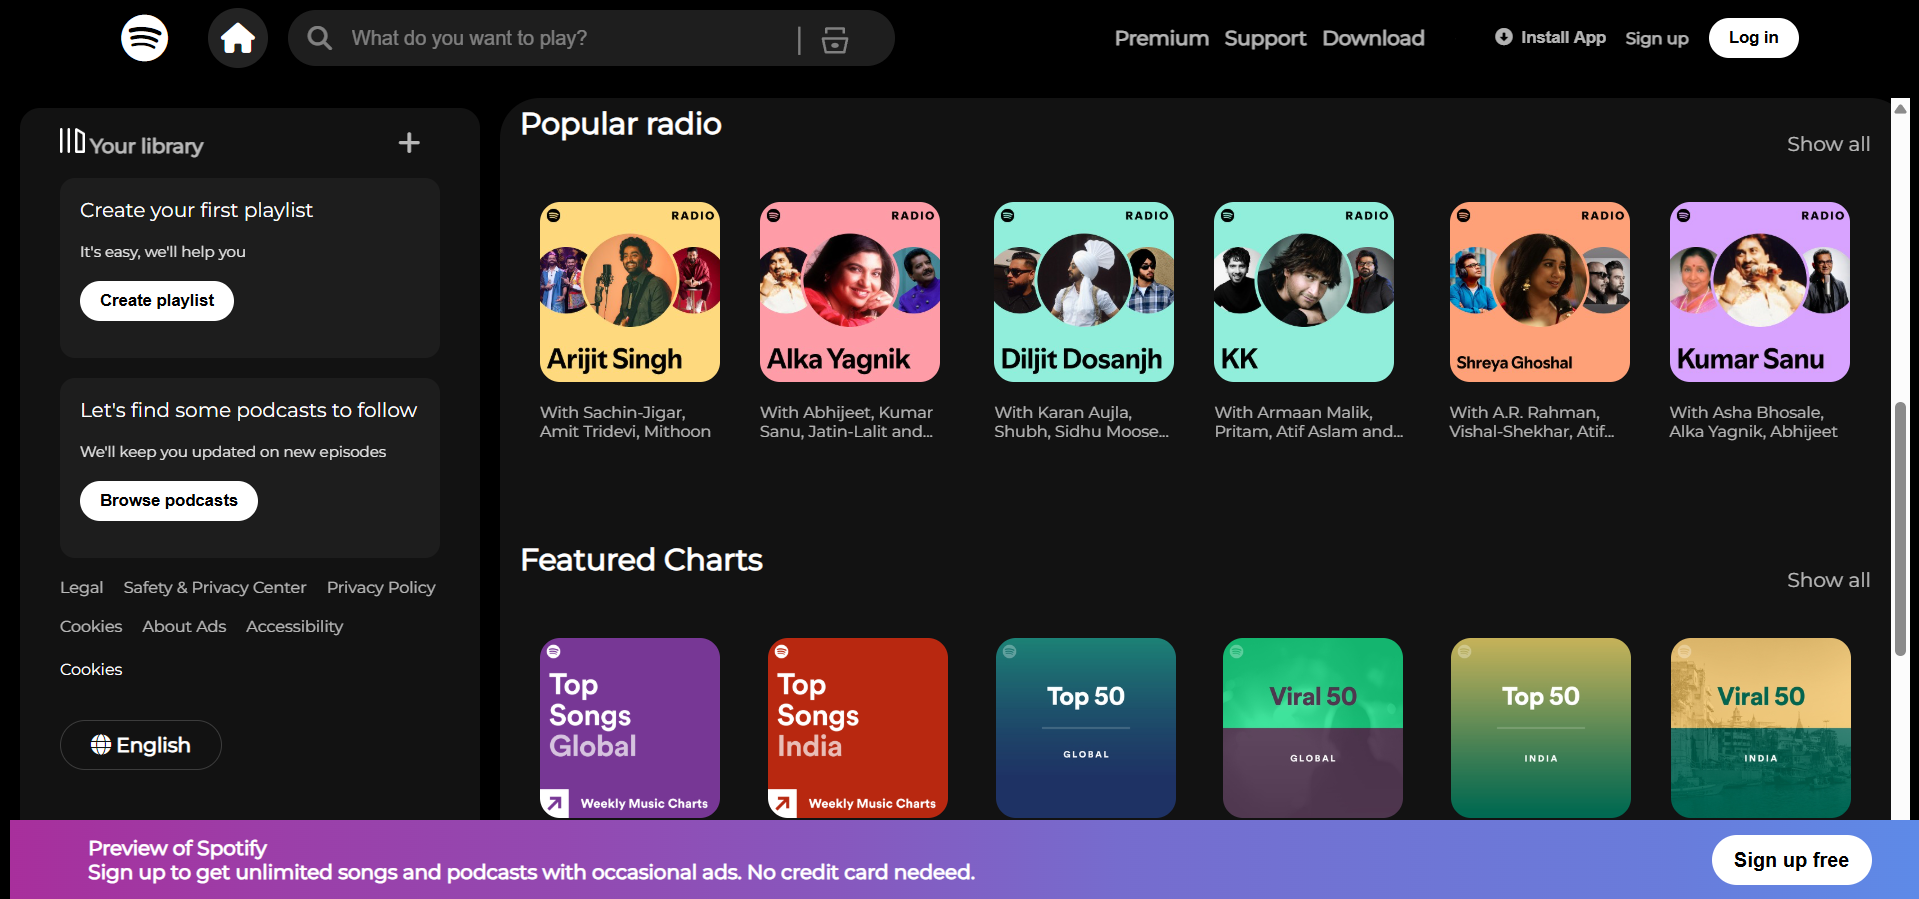 What do you want to play?
Premium Support Download
Install App Sign up Log in
Your library
Create your first playlist
It's easy, we'll help you
Create playlist
Let's find some podcasts to follow
We'll keep you updated on new episodes
Browse podcasts
Legal Safety & Privacy Center Privacy Policy
Cookies About Ads Accessibility
Cookies
English
Popular radio
Show all
RADIO
Arijit Singh
With Sachin-Jigar,
Amit Tridevi, Mithoon
RADIO
Alka Yagnik
With Abhijeet, Kumar
Sanu, Jatin-Lalit and...
RADIO
Diljit Dosanjh
With Karan Aujla,
Shubh, Sidhu Moose...
RADIO
KK
With Armaan Malik,
Pritam, Atif Aslam and...
RADIO
Shreya Ghoshal
With A.R. Rahman,
Vishal-Shekhar, Atif...
RADIO
Kumar Sanu
With Asha Bhosale,
Alka Yagnik, Abhijeet
Featured Charts
Show all
Top
Songs
Global
Weekly Music Charts
Top
Songs
India
Weekly Music Charts
Top 50
GLOBAL
Viral 50
GLOBAL
Top 50
INDIA
Viral 50
INDIA
Preview of Spotify
Sign up to get unlimited songs and podcasts with occasional ads. No credit card nedeed.
Sign up free